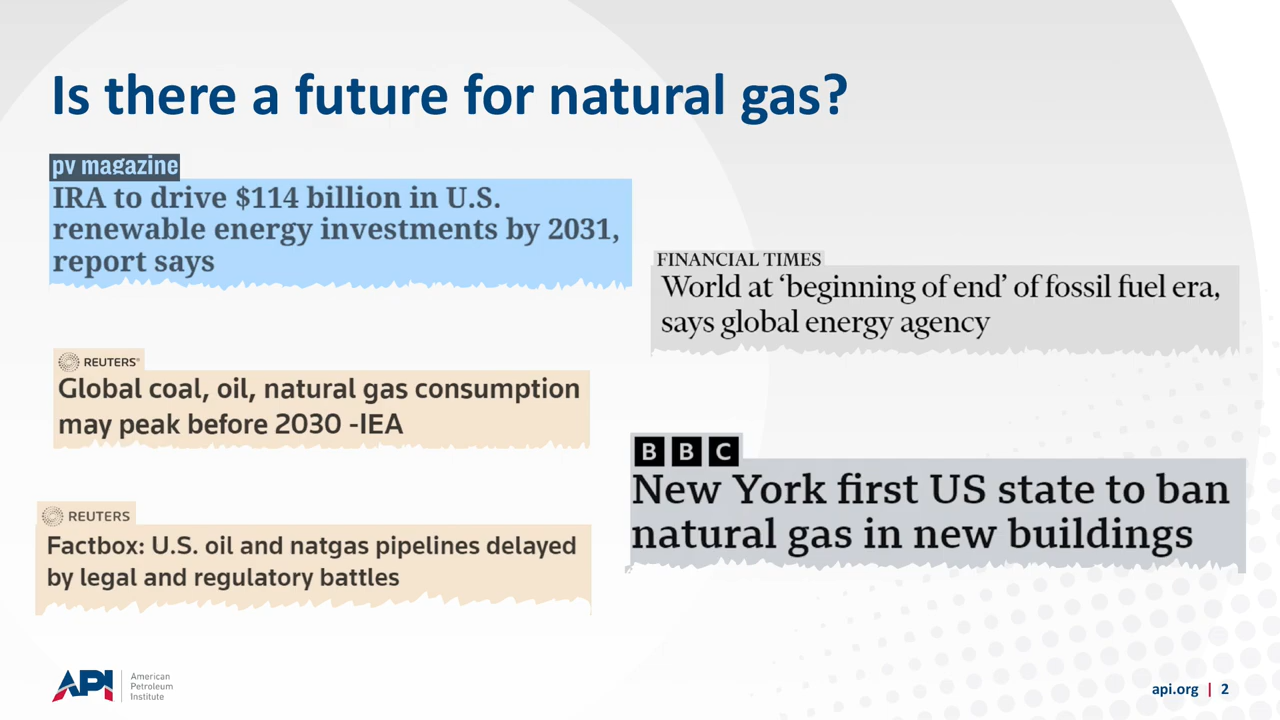 Is there a future for natural gas?
pv magazine
IRA to drive $114 billion in U.S.
renewable energy investments by 2031,
report says
FINANCIAL TIMES
World at ‘beginning of end’ of fossil fuel era,
says global energy agency
REUTERS®
Global coal, oil, natural gas consumption
may peak before 2030 -IEA
BBC
New York first US state to ban
natural gas in new buildings
REUTERS
Factbox: U.S. oil and natgas pipelines delayed
by legal and regulatory battles
API
American
Petroleum
Institute
api.org | 2